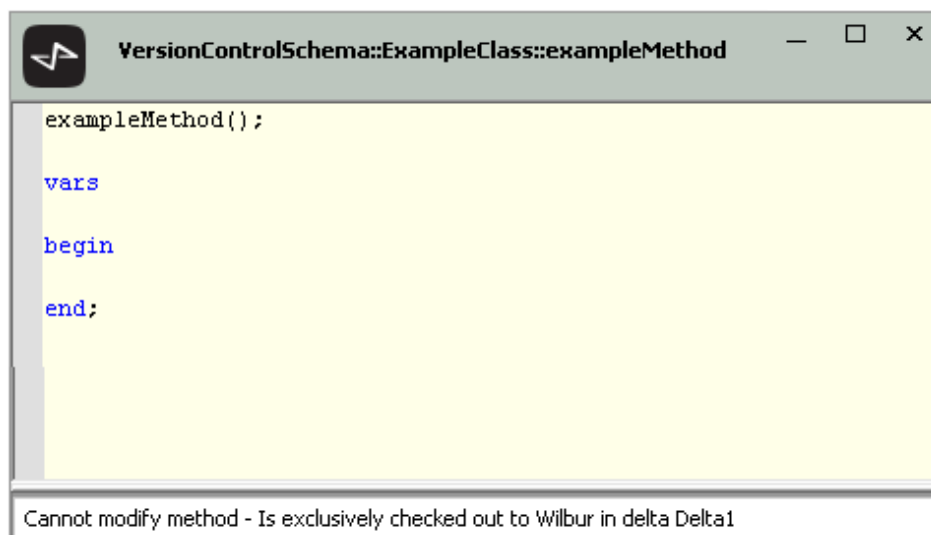 VersionControlSchema::ExampleClass::exampleMethod
exampleMethod();
vars
begin
end;
Cannot modify method - Is exclusively checked out to Wilbur in delta Delta1